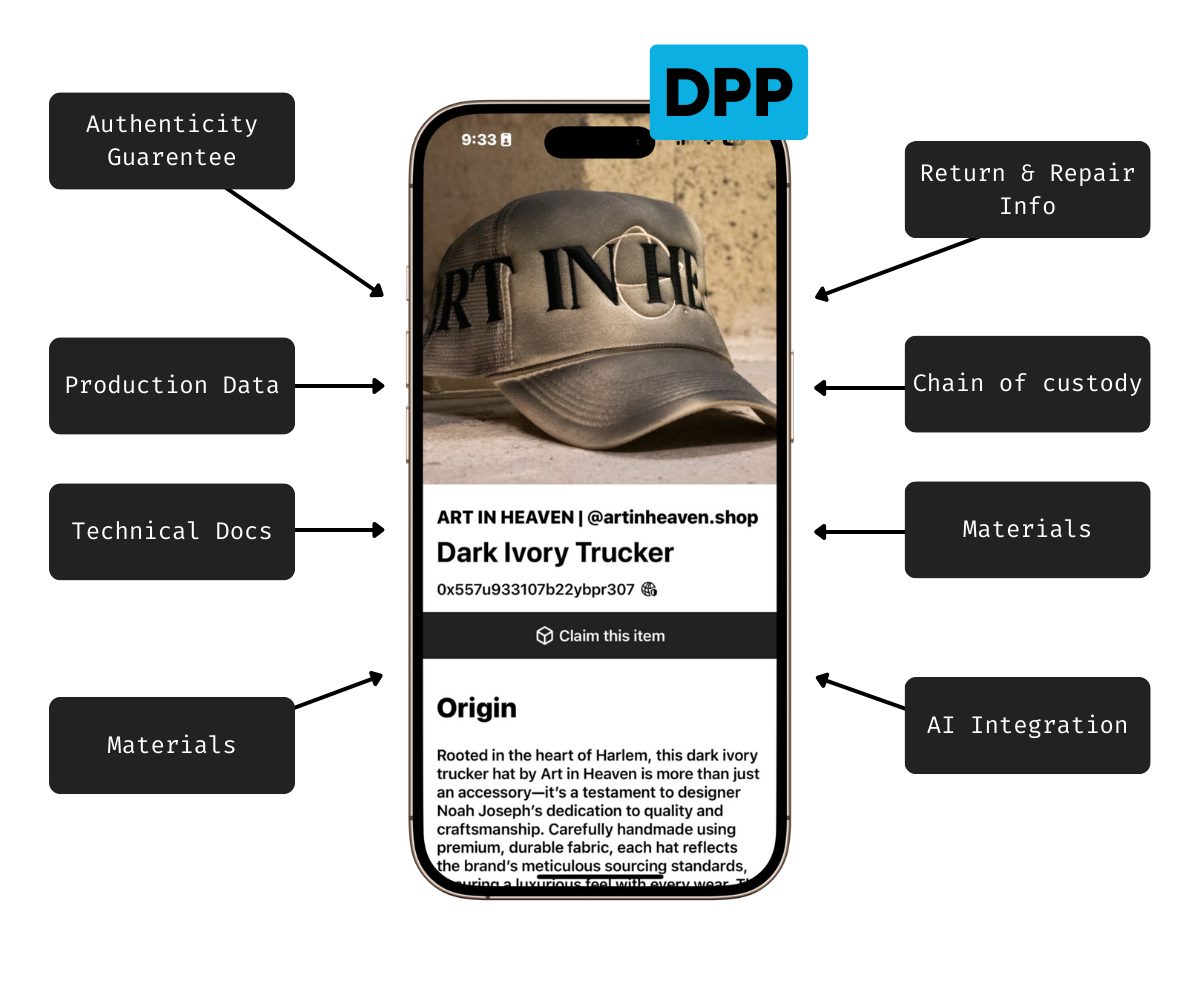 DPP
Authenticity
Guarentee
Production Data
Technical Docs
Materials
9:33
ART IN HEA
ART IN HEAVEN | @artinheaven.shop
Dark Ivory Trucker
0x557u933107b22ybpr307
Claim this item
Origin
Rooted in the heart of Harlem, this dark ivory
trucker hat by Art in Heaven is more than just
an accessory—it's a testament to designer
Noah Joseph's dedication to quality and
craftsmanship. Carefully handmade using
premium, durable fabric, each hat reflects
the brand's meticulous sourcing standards,
a luxurious feel with every wear.
Return & Repair
Info
Chain of custody
Materials
AI Integration